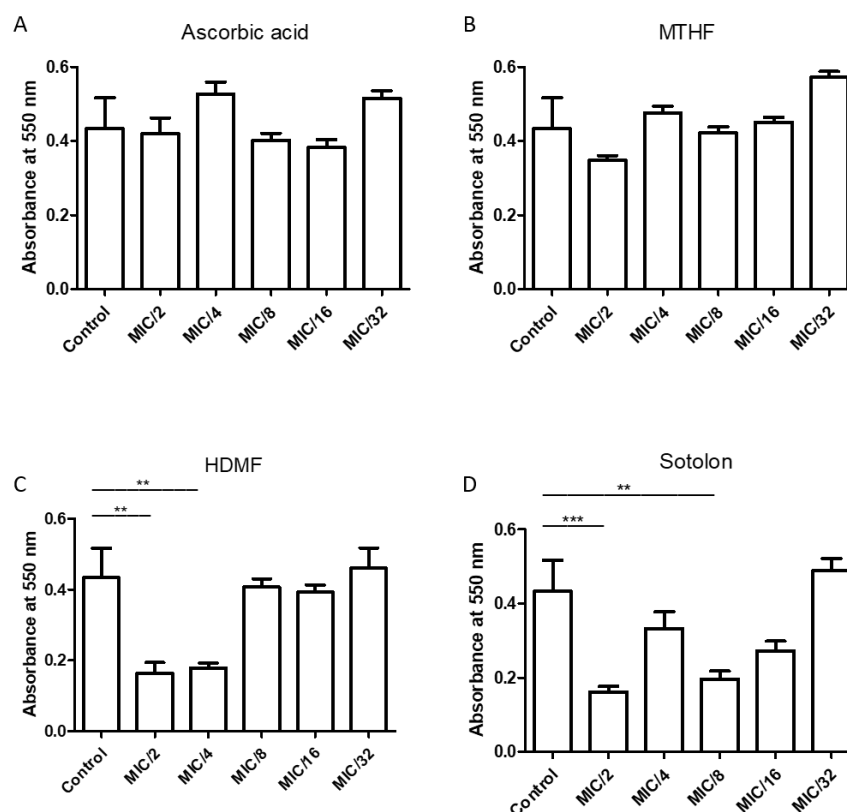 A
Ascorbic acid
Absorbance at 550 nm
0.6
0.4
0.2
0.0
Control
MIC/2
MIC/4
MIC/8
MIC/16
MIC/32
B
MTHF
Absorbance at 550 nm
0.6
0.4
0.2
0.0
Control
MIC/2
MIC/4
MIC/8
MIC/16
MIC/32
C
HDMF
**
**
Absorbance at 550 nm
0.6
0.4
0.2
0.0
Control
MIC/2
MIC/4
MIC/8
MIC/16
MIC/32
D
Sotolon
**
***
Absorbance at 550 nm
0.6
0.4
0.2
0.0
Control
MIC/2
MIC/4
MIC/8
MIC/16
MIC/32